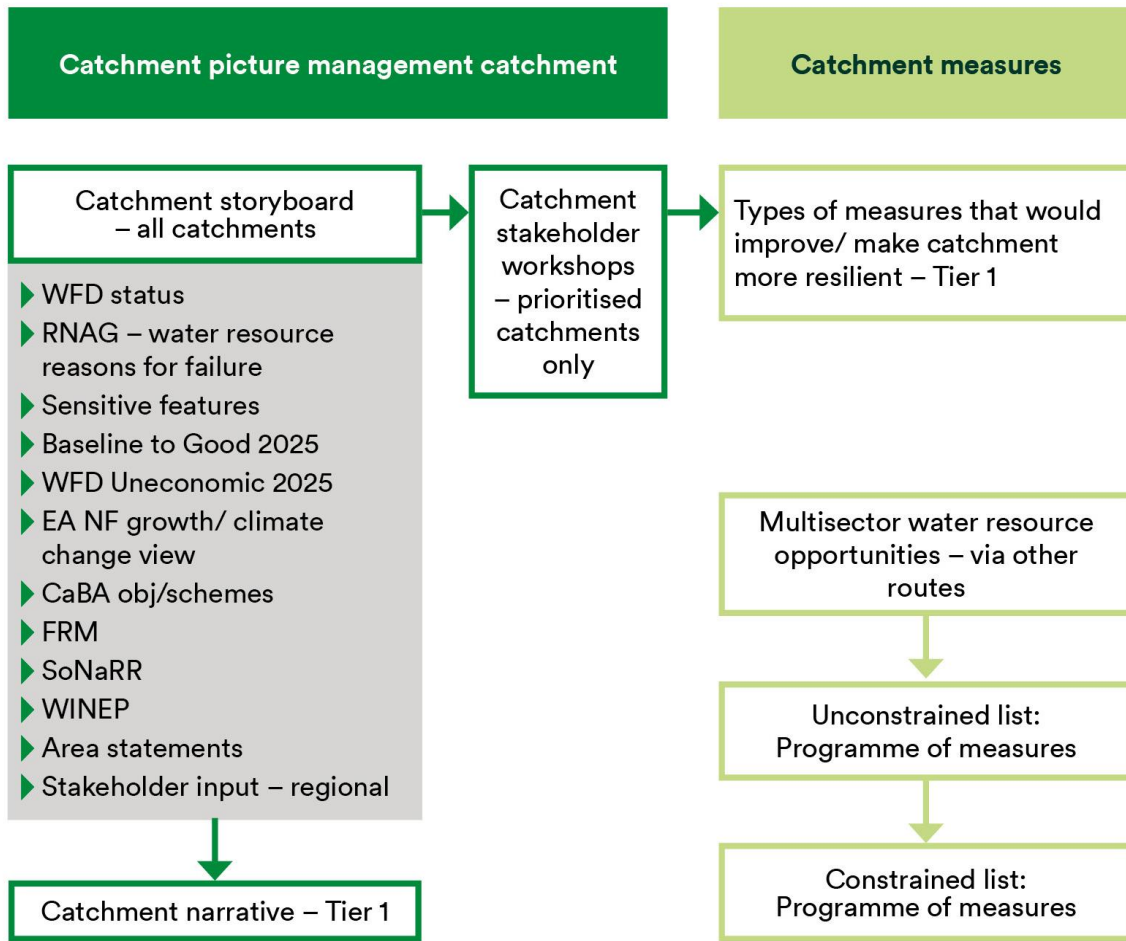 Catchment picture management catchment
Catchment measures
Catchment storyboard
– all catchments
WFD status
RNAG – water resource
reasons for failure
Sensitive features
Baseline to Good 2025
WFD Uneconomic 2025
EA NF growth/ climate
change view
CaBA obj/schemes
FRM
SoNaRR
WINEP
Area statements
Stakeholder input – regional
Catchment narrative – Tier 1
Catchment
stakeholder
workshops
– prioritised
catchments
only
Types of measures that would
improve/ make catchment
more resilient – Tier 1
Multisector water resource
opportunities – via other
routes
Unconstrained list:
Programme of measures
Constrained list:
Programme of measures